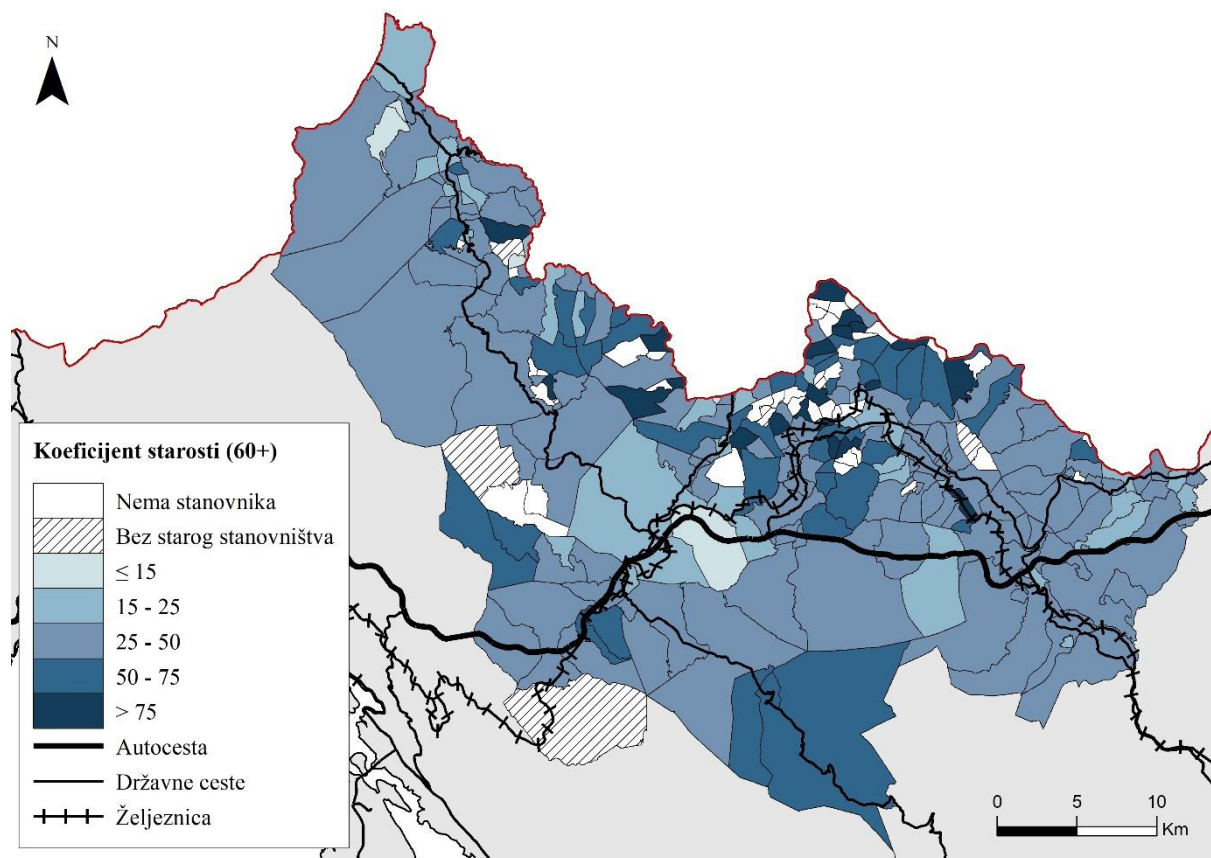 N
Koeficijent starosti (60+)
Nema stanovnika
Bez starog stanovništva
≤ 15
15 - 25
25 - 50
50 - 75
> 75
Autocesta
Državne ceste
Željeznica
0 5 10
Km